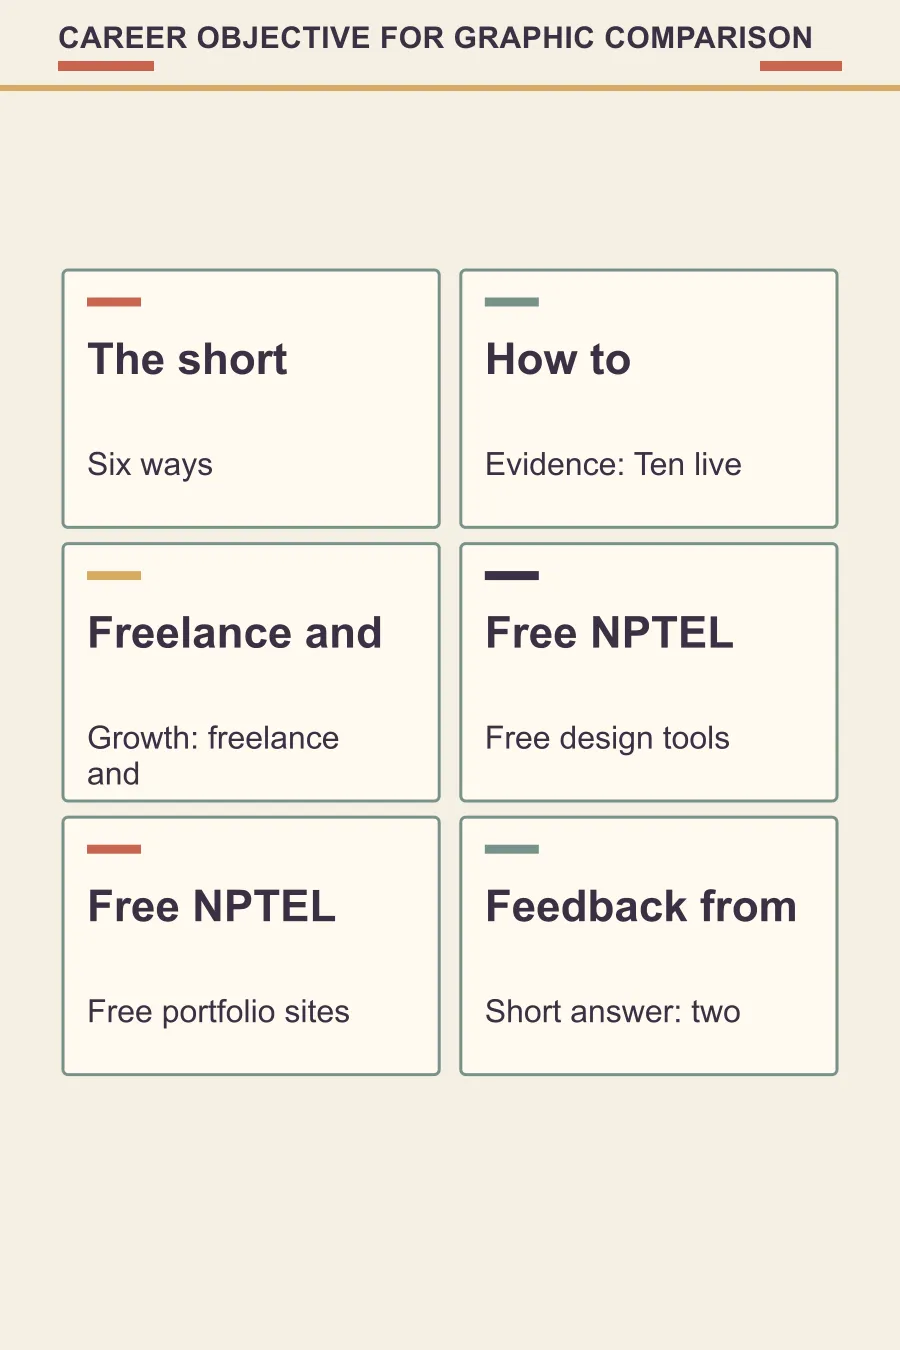 CAREER OBJECTIVE FOR GRAPHIC COMPARISON
The short
Six ways
How to
Evidence: Ten live
Freelance and
Growth: freelance
and
Free NPTEL
Free design tools
Free NPTEL
Free portfolio sites
Feedback from
Short answer: two